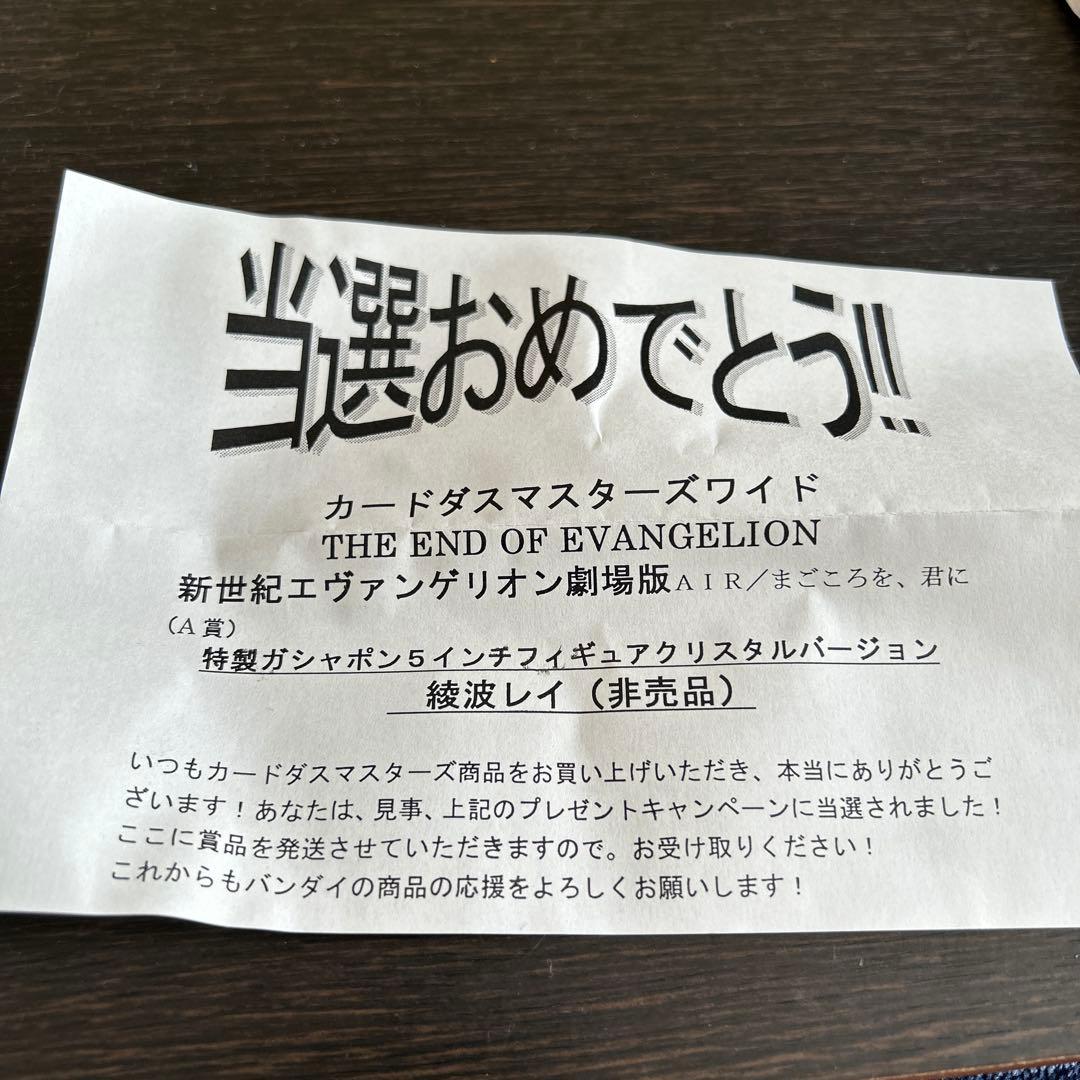 当選おめでとう!!
カードダスマスターズワイド
THE END OF EVANGELION
新世紀エヴァンゲリオン劇場版ＡＩＲ／まごころを、君に
（Ａ賞）
特製ガシャポン５インチフィギュアクリスタルバージョン
綾波レイ（非売品）
いつもカードダスマスターズ商品をお買い上げいただき、本当にありがとうご
ざいます！あなたは、見事、上記のプレゼントキャンペーンに当選されました！
ここに賞品を発送させていただきますので。お受け取りください！
これからもバンダイの商品の応援をよろしくお願いします！